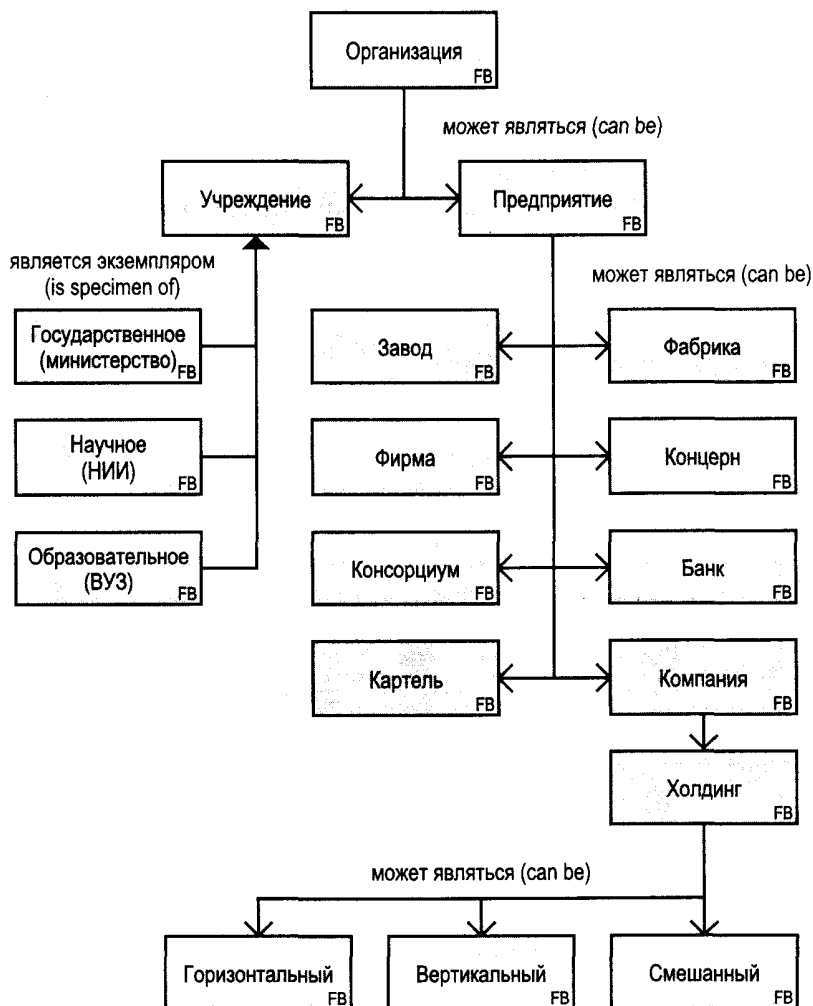 Организация
FB
может являться (can be)
Учреждение
FB
Предприятие
FB
является экземпляром
(is specimen of)
может являться (can be)
Государственное
(министерство)
FB
Завод
FB
Фабрика
FB
Научное
(НИИ)
FB
Фирма
FB
Концерн
FB
Образовательное
(ВУЗ)
FB
Консорциум
FB
Банк
FB
Картель
FB
Компания
FB
Холдинг
FB
может являться (can be)
Горизонтальный
FB
Вертикальный
FB
Смешанный
FB